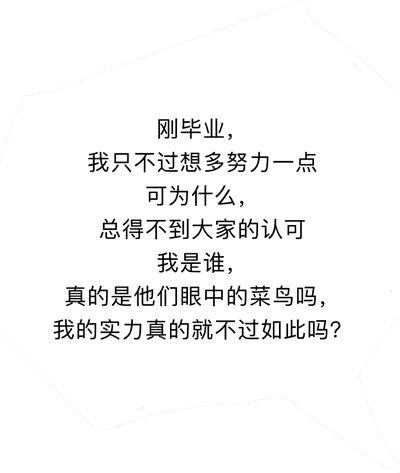 刚毕业，
我只不过想多努力一点
可为什么，
总得不到大家的认可
我是谁，
真的是他们眼中的菜鸟吗，
我的实力真的就不过如此吗？